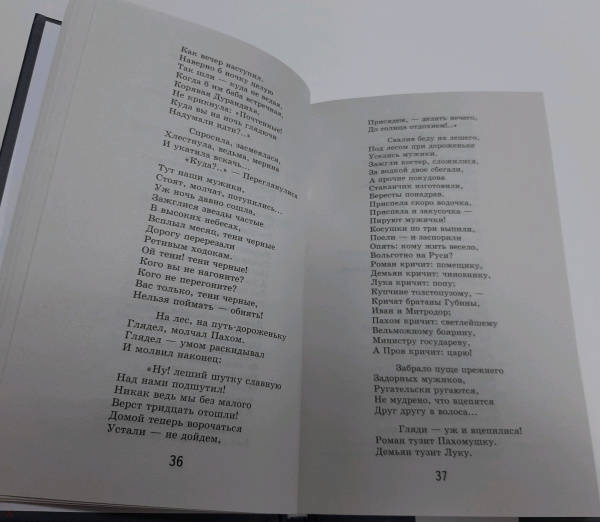 Как вечер наступил.
Наверно б ночку целую
Так шли — куда не ведая,
Когда б им баба встречная,
Корявая Дурандиха,
Не крикнула: «Почтенные!
Куда вы на ночь глядючи
Надумали идти?..»
Спросила, засмеялася,
Хлестнула, ведьма, мерина
И укатила вскачь...
«Куда?..» — Переглянулися
Тут наши мужики,
Стоят, молчат, потупились...
Уж ночь давно сошла,
Зажглися звезды частые
В высоких небесах,
Всплыл месяц, тени черные
Дорогу перерезали
Ретивым ходокам.
Ой тени! тени черные!
Кого вы не нагоните?
Кого не перегоните?
Вас только, тени черные,
Нельзя поймать — обнять!
На лес, на путь-дороженьку
Глядел, молчал Пахом,
Глядел — умом раскидывал
И молвил наконец:
«Ну! леший шутку славную
Над нами подшутил!
Никак ведь мы без малого
Верст тридцать отошли!
Домой теперь ворочаться
Устали — не дойдем,
36
Присядем, — делать нечего,
До солнца отдохнем!..»
Свалив беду на лешего,
Под лесом при дороженьке
Уселись мужики.
Зажгли костер, сложилися,
За водкой двое сбегали,
А прочие покудова
Стаканчик изготовили,
Бересты понадрав.
Приспела скоро водочка,
Приспела и закусочка —
Пируют мужички!
Косушки по три выпили,
Поели — и заспорили
Опять: кому жить весело,
Вольготно на Руси?
Роман кричит: помещику,
Демьян кричит: чиновнику,
Лука кричит: попу;
Купчине толстопузому, —
Кричат братаны Губины,
Иван и Митродор;
Пахом кричит: светлейшему
Вельможному боярину,
Министру государеву,
А Пров кричит: царю!
Забрало пуще прежнего
Задорных мужиков,
Ругательски ругаются,
Не мудрено, что вцепятся
Друг другу в волоса...
Гляди — уж и вцепилися!
Роман тузит Пахомушку,
Демьян тузит Луку.
37